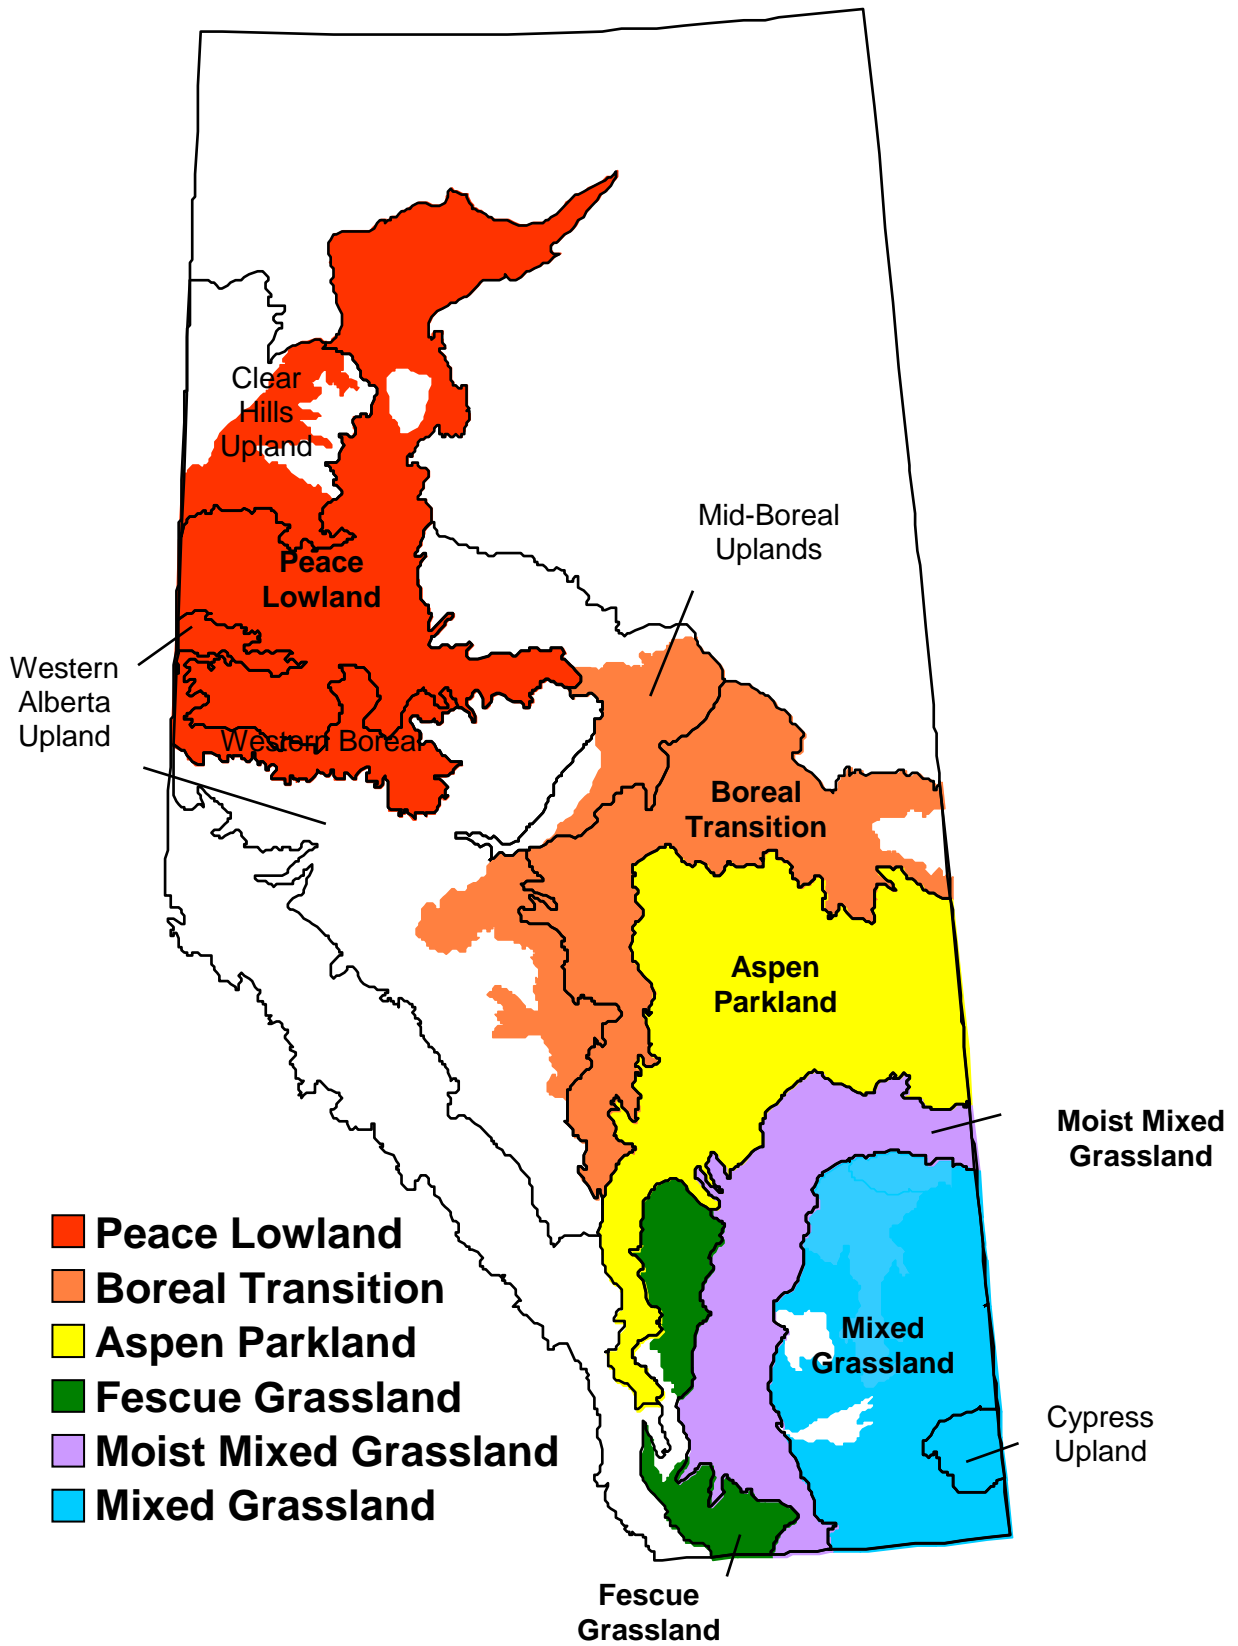 Clear
Hills
Upland
Mid-Boreal
Uplands
Peace
Lowland
Western
Alberta
Upland
Western Boreal
Boreal
Transition
Aspen
Parkland
Moist Mixed
Grassland
Mixed
Grassland
Cypress
Upland
Fescue
Grassland
Peace Lowland
Boreal Transition
Aspen Parkland
Fescue Grassland
Moist Mixed Grassland
Mixed Grassland